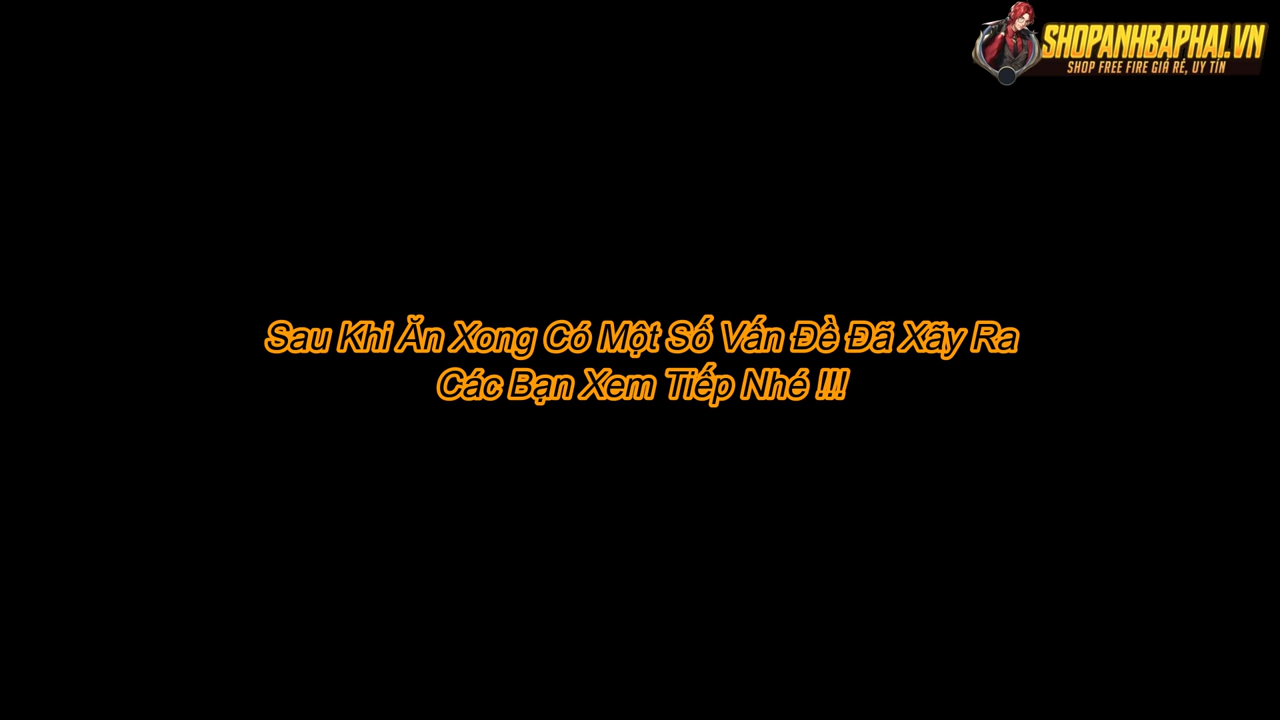 SHOPANHBAPHAI.VN
SHOP FREE FIRE GIÁ RẺ, UY TÍN
Sau Khi Ăn Xong Có Một Số Vấn Đề Đã Xãy Ra
Các Bạn Xem Tiếp Nhé !!!